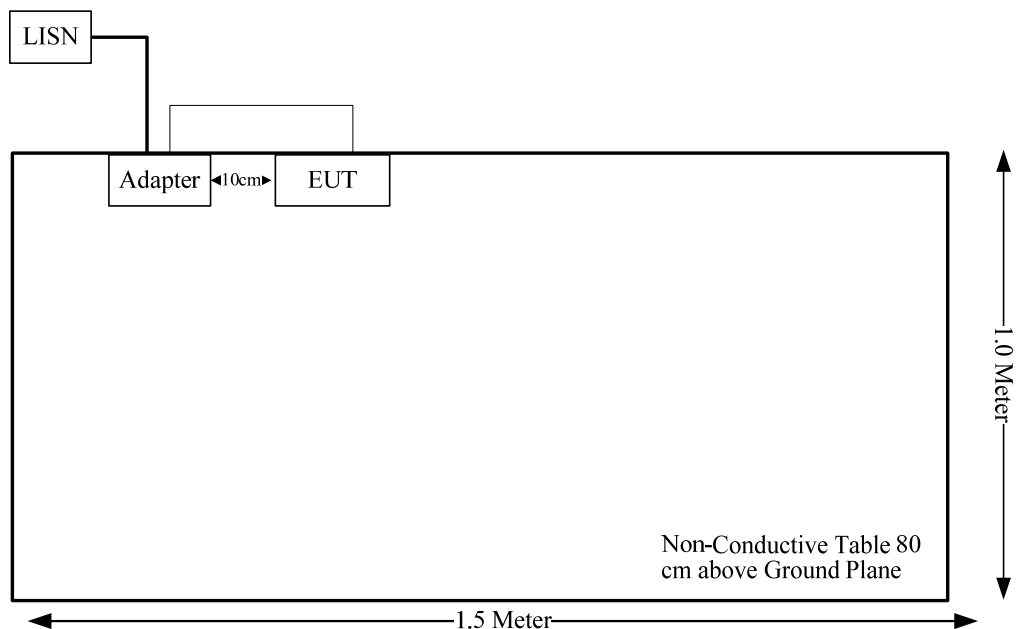 LISN
Adapter
10cm
EUT
1.0 Meter
Non-Conductive Table 80
cm above Ground Plane
1.5 Meter